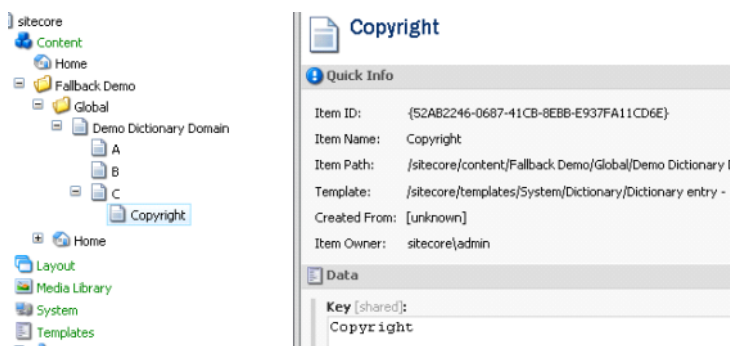 sitecore
Content
Home
Fallback Demo
Global
Demo Dictionary Domain
A
B
C
Copyright
Home
Layout
Media Library
System
Templates
Copyright
Quick Info
Item ID: {52AB2246-0687-41CB-8EBB-E937FA11CD6E}
Item Name: Copyright
Item Path: /sitecore/content/Fallback Demo/Global/Demo Dictionary
Template: /sitecore/templates/System/Dictionary/Dictionary entry -
Created From: [unknown]
Item Owner: sitecore\admin
Data
Key [shared]:
Copyright